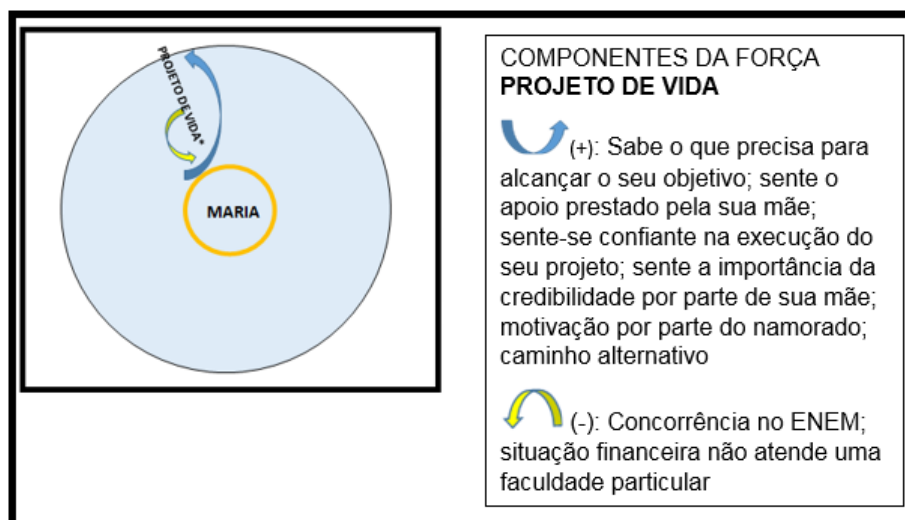 PROJETO DE VIDA*
MARIA
COMPONENTES DA FORÇA
PROJETO DE VIDA
(+): Sabe o que precisa para
alcançar o seu objetivo; sente o
apoio prestado pela sua mãe;
sente-se confiante na execução do
seu projeto; sente a importância da
credibilidade por parte de sua mãe;
motivação por parte do namorado;
caminho alternativo
(-): Concorrência no ENEM;
situação financeira não atende uma
faculdade particular